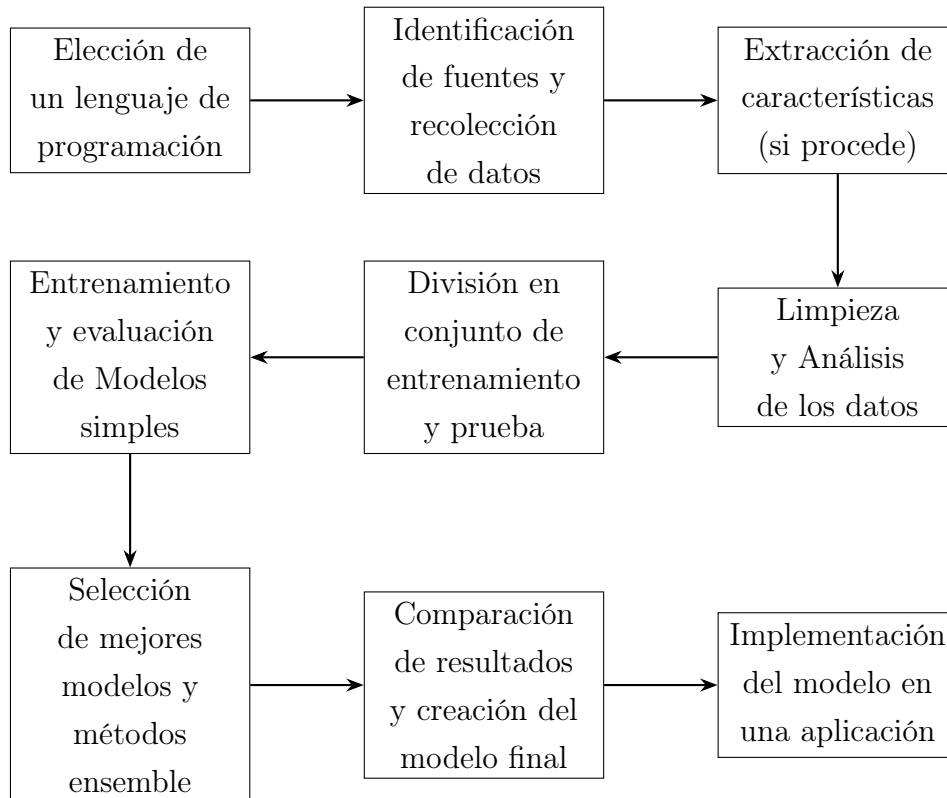 Elección de
un lenguaje de
programación
Identificación
de fuentes y
recolección
de datos
Extracción de
características
(si procede)
Limpieza
y Análisis
de los datos
División en
conjunto de
entrenamiento
y prueba
Entrenamiento
y evaluación
de Modelos
simples
Selección
de mejores
modelos y
métodos
ensemble
Comparación
de resultados
y creación del
modelo final
Implementación
del modelo en
una aplicación